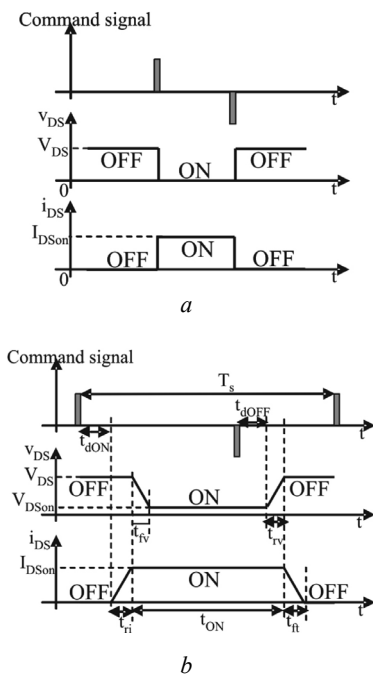 Command signal
t
vDS
VDS
OFF
ON
OFF
0
t
iDS
IDSon
OFF
ON
OFF
0
t
a
Command signal
Ts
tdON
tdOFF
t
vDS
VDS
OFF
ON
OFF
VDSon
tfv
trv
t
iDS
IDSon
OFF
ON
OFF
t
tri
tON
tft
b